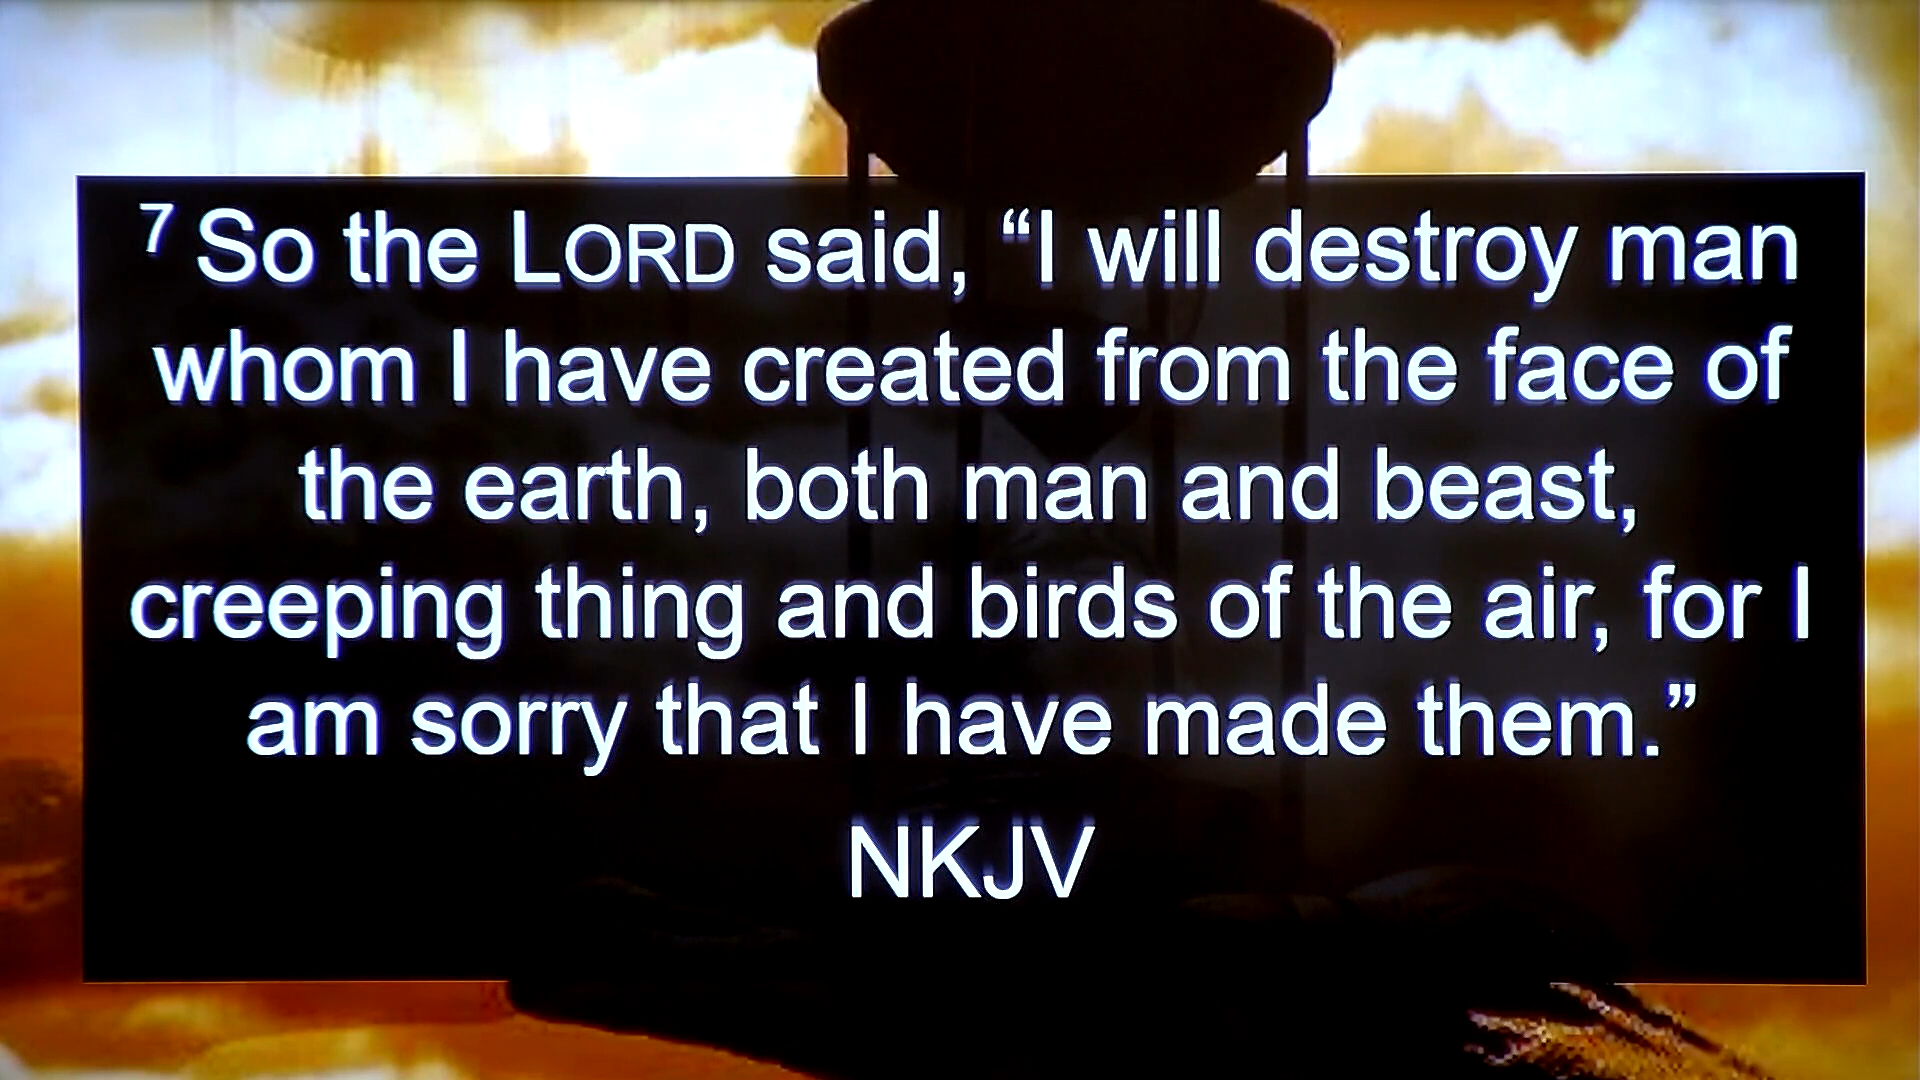 7 So the LORD said, “I will destroy man
whom I have created from the face of
the earth, both man and beast,
creeping thing and birds of the air, for I
am sorry that I have made them.”
NKJV